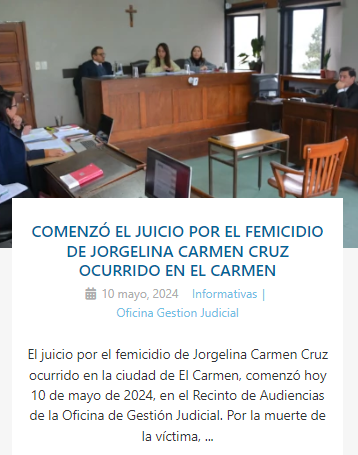 COMENZÓ EL JUICIO POR EL FEMICIDIO
DE JORGELINA CARMEN CRUZ
OCURRIDO EN EL CARMEN
10 mayo, 2024 Informativas |
Oficina Gestion Judicial
El juicio por el femicidio de Jorgelina Carmen Cruz
ocurrido en la ciudad de El Carmen, comenzó hoy
10 de mayo de 2024, en el Recinto de Audiencias
de la Oficina de Gestión Judicial. Por la muerte de
la víctima, ...